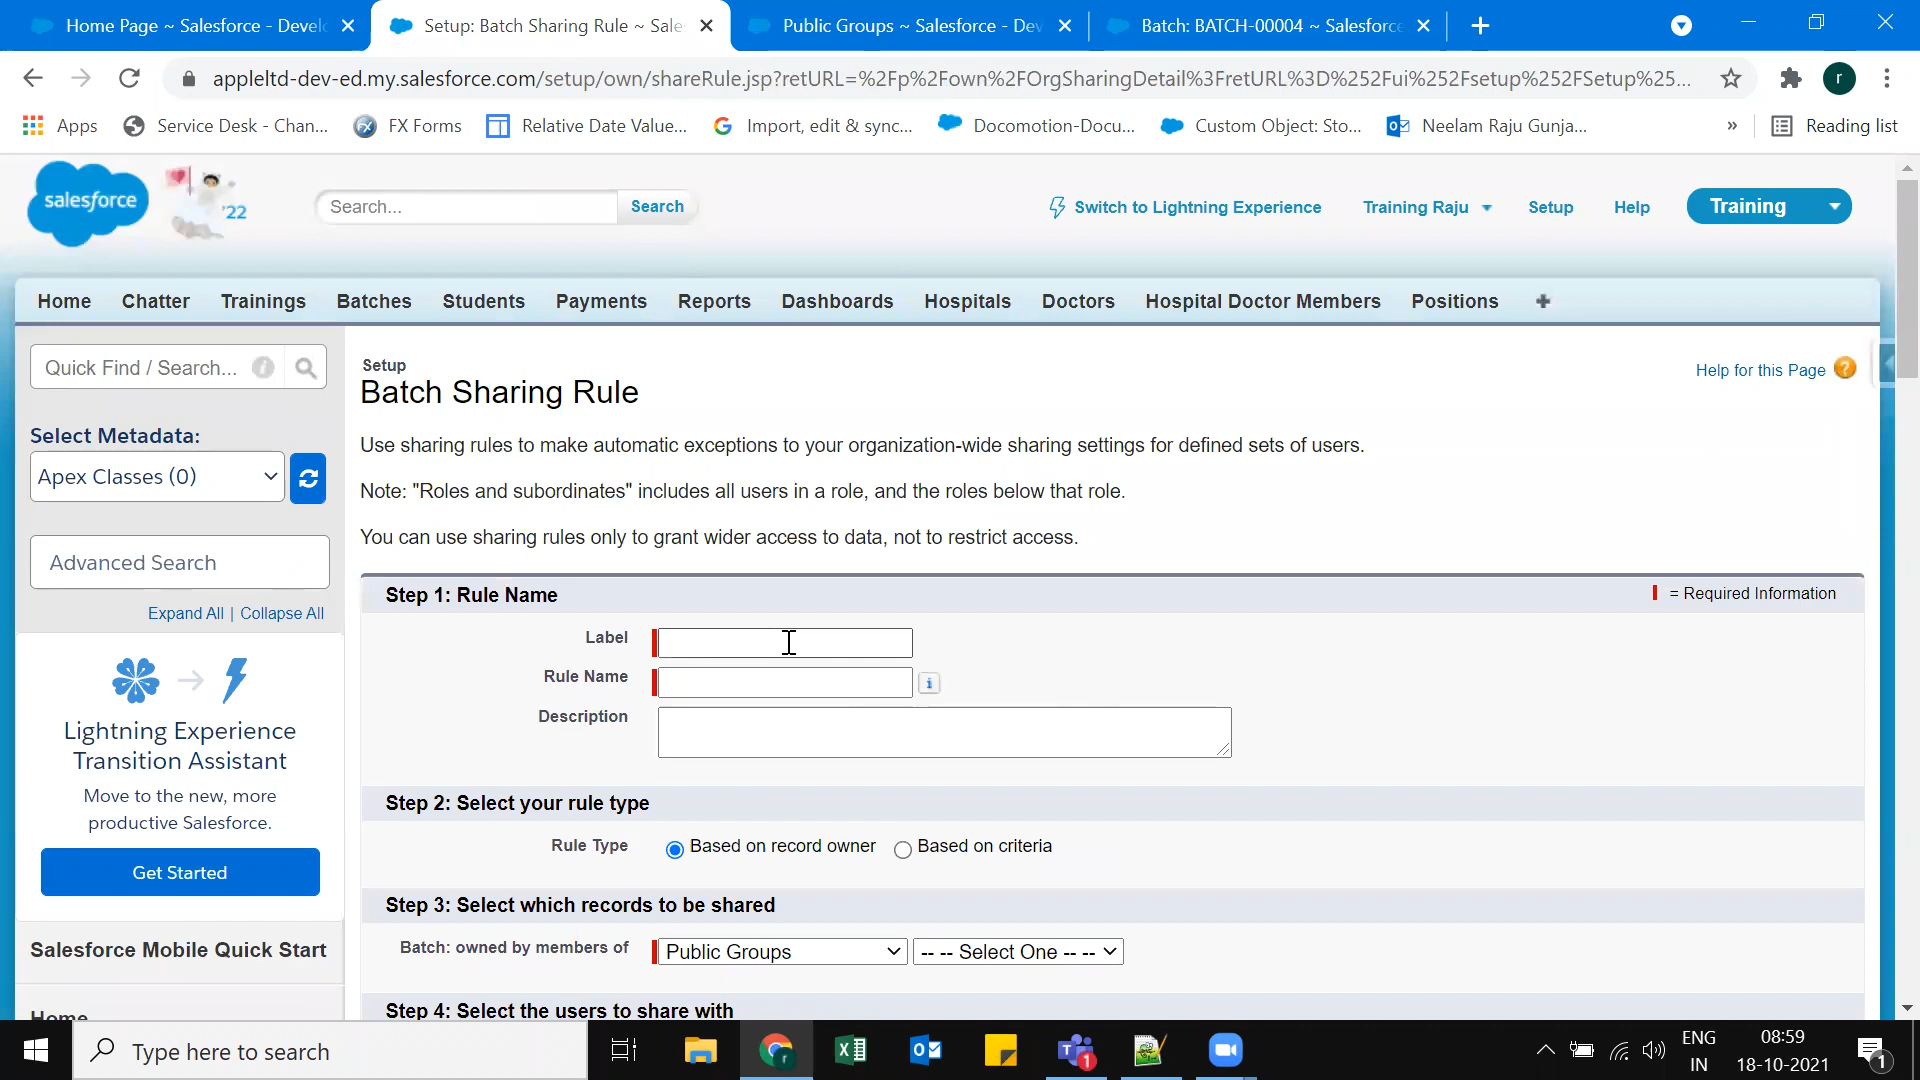 Home Page ~ Salesforce - Develo
Setup: Batch Sharing Rule ~ Sale
Public Groups ~ Salesforce - Dev
Batch: BATCH-00004 ~ Salesforce
appleltd-dev-ed.my.salesforce.com/setup/own/shareRule.jsp?retURL=%2Fp%2Fown%2FOrgSharingDetail%3FretURL%3D%252Fui%252Fsetup%252FSetup%25...
r
Apps
Service Desk - Chan...
FX Forms
Relative Date Value...
Import, edit & sync...
Docomotion-Docu...
Custom Object: Sto...
Neelam Raju Gunja...
»
Reading list
salesforce
'22
Search...
Search
Switch to Lightning Experience
Training Raju
Setup
Help
Training
Home
Chatter
Trainings
Batches
Students
Payments
Reports
Dashboards
Hospitals
Doctors
Hospital Doctor Members
Positions
Quick Find / Search...
Select Metadata:
Apex Classes (0)
Advanced Search
Expand All | Collapse All
Lightning Experience
Transition Assistant
Move to the new, more
productive Salesforce.
Get Started
Salesforce Mobile Quick Start
Home
Setup
Batch Sharing Rule
Help for this Page
Use sharing rules to make automatic exceptions to your organization-wide sharing settings for defined sets of users.
Note: "Roles and subordinates" includes all users in a role, and the roles below that role.
You can use sharing rules only to grant wider access to data, not to restrict access.
Step 1: Rule Name
= Required Information
Label
Rule Name
Description
Step 2: Select your rule type
Rule Type
Based on record owner
Based on criteria
Step 3: Select which records to be shared
Batch: owned by members of
Public Groups
-- -- Select One -- --
Step 4: Select the users to share with
Type here to search
1
ENG
IN
08:59
18-10-2021
1